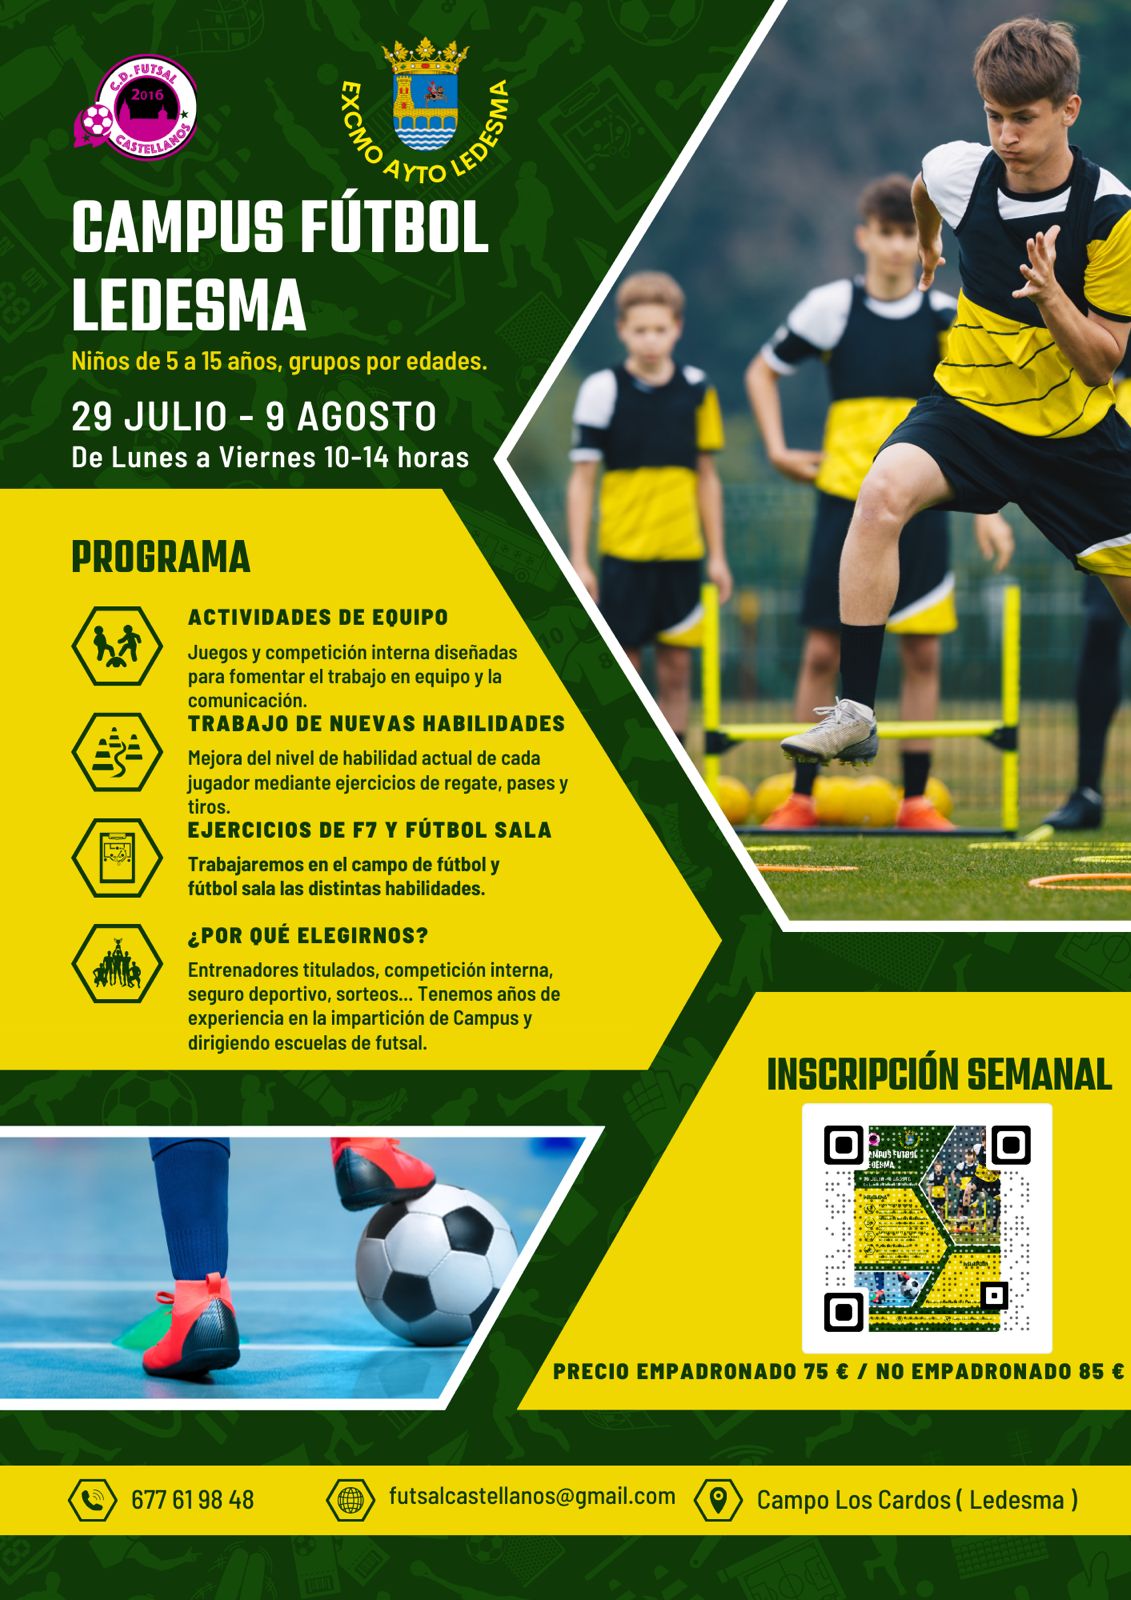 C.D. FUTSAL
2016
CASTELLANOS
EXCMO AYTO LEDESMA
CAMPUS FÚTBOL
LEDESMA
Niños de 5 a 15 años, grupos por edades.
29 JULIO - 9 AGOSTO
De Lunes a Viernes 10-14 horas
PROGRAMA
ACTIVIDADES DE EQUIPO
Juegos y competición interna diseñadas
para fomentar el trabajo en equipo y la
comunicación.
TRABAJO DE NUEVAS HABILIDADES
Mejora del nivel de habilidad actual de cada
jugador mediante ejercicios de regate, pases y
tiros.
EJERCICIOS DE F7 Y FÚTBOL SALA
Trabajaremos en el campo de fútbol y
fútbol sala las distintas habilidades.
¿POR QUÉ ELEGIRNOS?
Entrenadores titulados, competición interna,
seguro deportivo, sorteos... Tenemos años de
experiencia en la impartición de Campus y
dirigiendo escuelas de futsal.
INSCRIPCIÓN SEMANAL
PRECIO EMPADRONADO 75 € / NO EMPADRONADO 85 €
677 61 98 48
futsalcastellanos@gmail.com
Campo Los Cardos ( Ledesma )